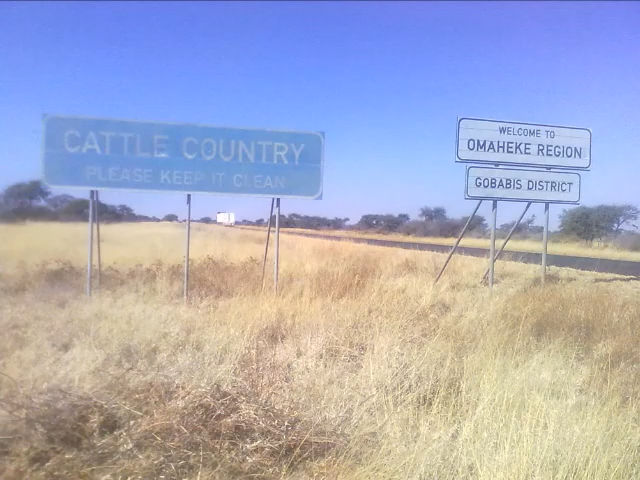 CATTLE COUNTRY
PLEASE KEEP IT CLEAN
WELCOME TO
OMAHEKE REGION
GOBABIS DISTRICT